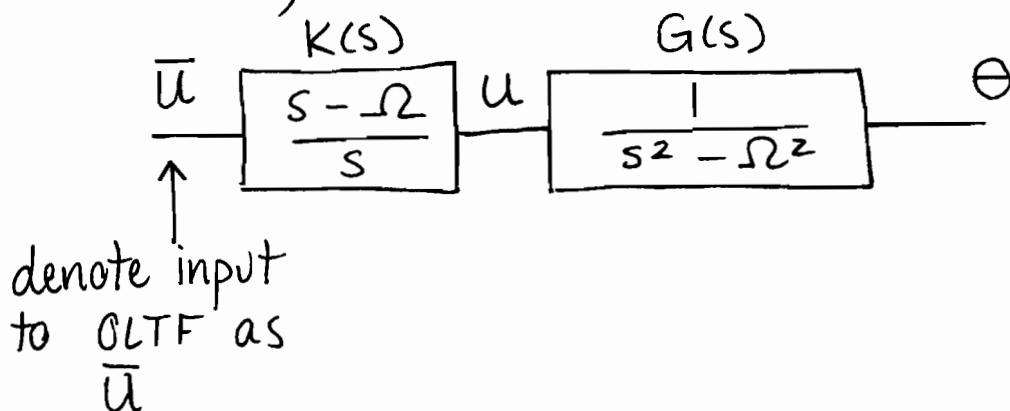 K(s) G(s)
ū s - Ω u 1 θ
s s² - Ω²
denote input
to OLTF as
ū